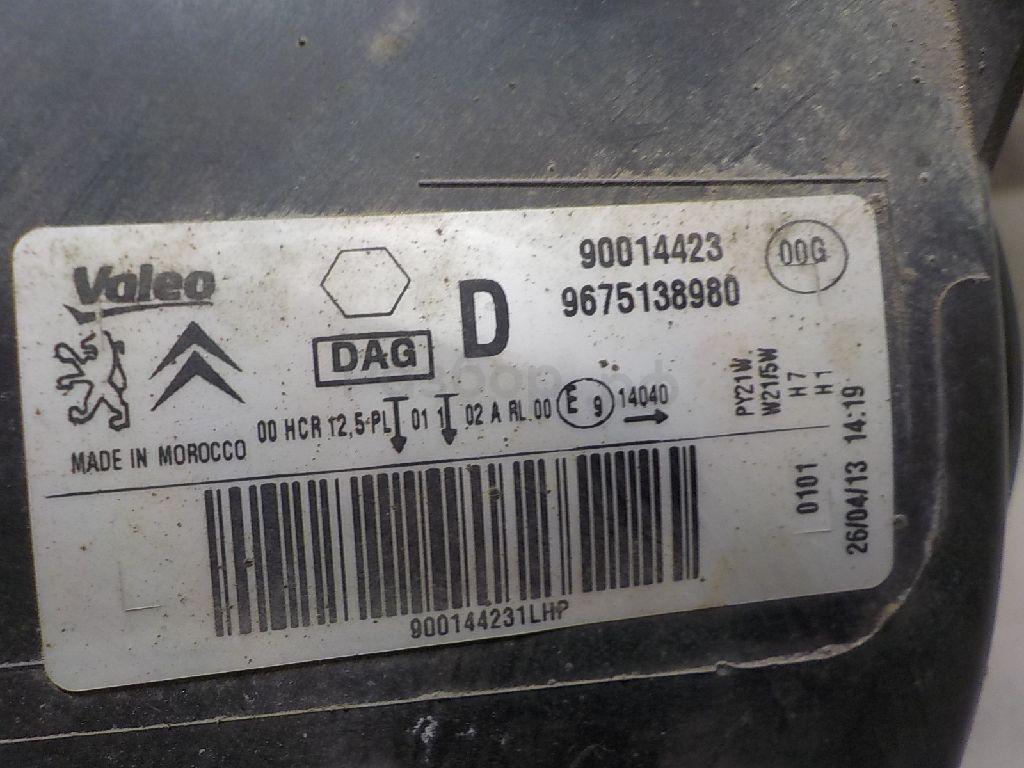 Valeo
D
90014423
9675138980
00G
DAG
00 HCR 12,5-PL 01 1 02 A RL 00 E 9 14040
MADE IN MOROCCO
PY21W
W21/5W
H7
H1
0101
26/04/13 14:19
900144231LHP